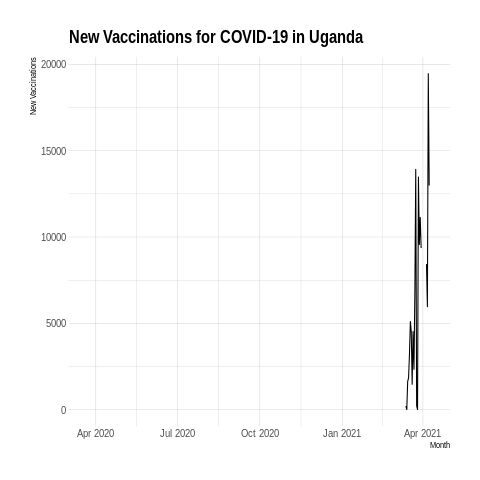 New Vaccinations for COVID-19 in Uganda
New Vaccinations
20000
15000
10000
5000
0
Apr 2020
Jul 2020
Oct 2020
Jan 2021
Apr 2021
Month